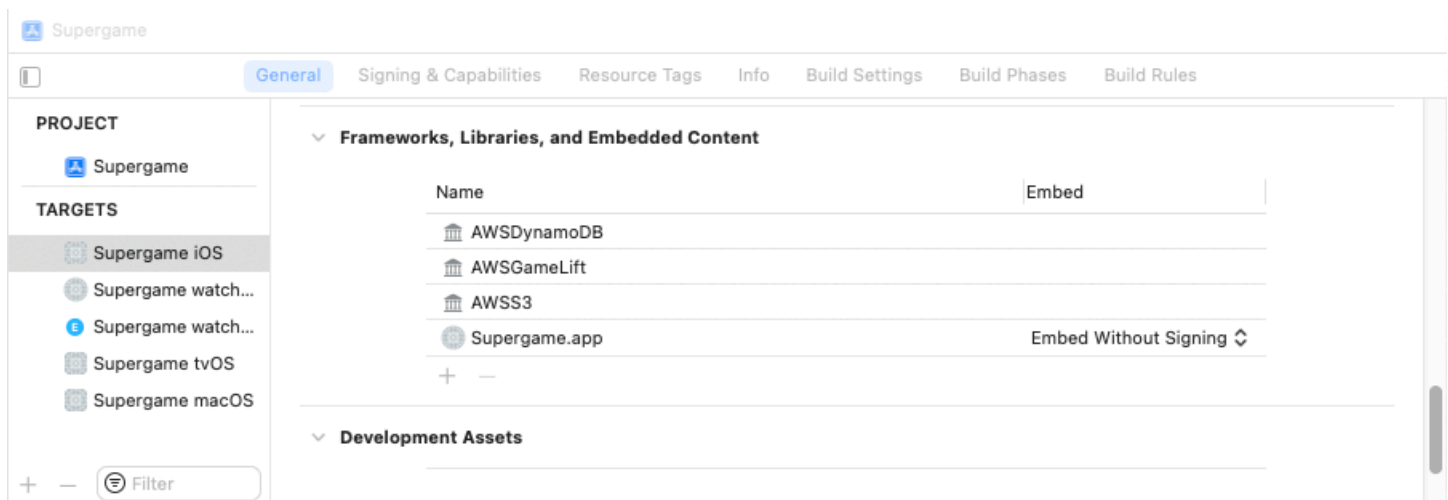 Supergame
General Signing & Capabilities Resource Tags Info Build Settings Build Phases Build Rules
PROJECT
Supergame
TARGETS
Supergame iOS
Supergame watch...
E Supergame watch...
Supergame tvOS
Supergame macOS
+ − Filter
Frameworks, Libraries, and Embedded Content
Name Embed
AWSDynamoDB
AWSGameLift
AWSS3
Supergame.app Embed Without Signing
+ −
Development Assets